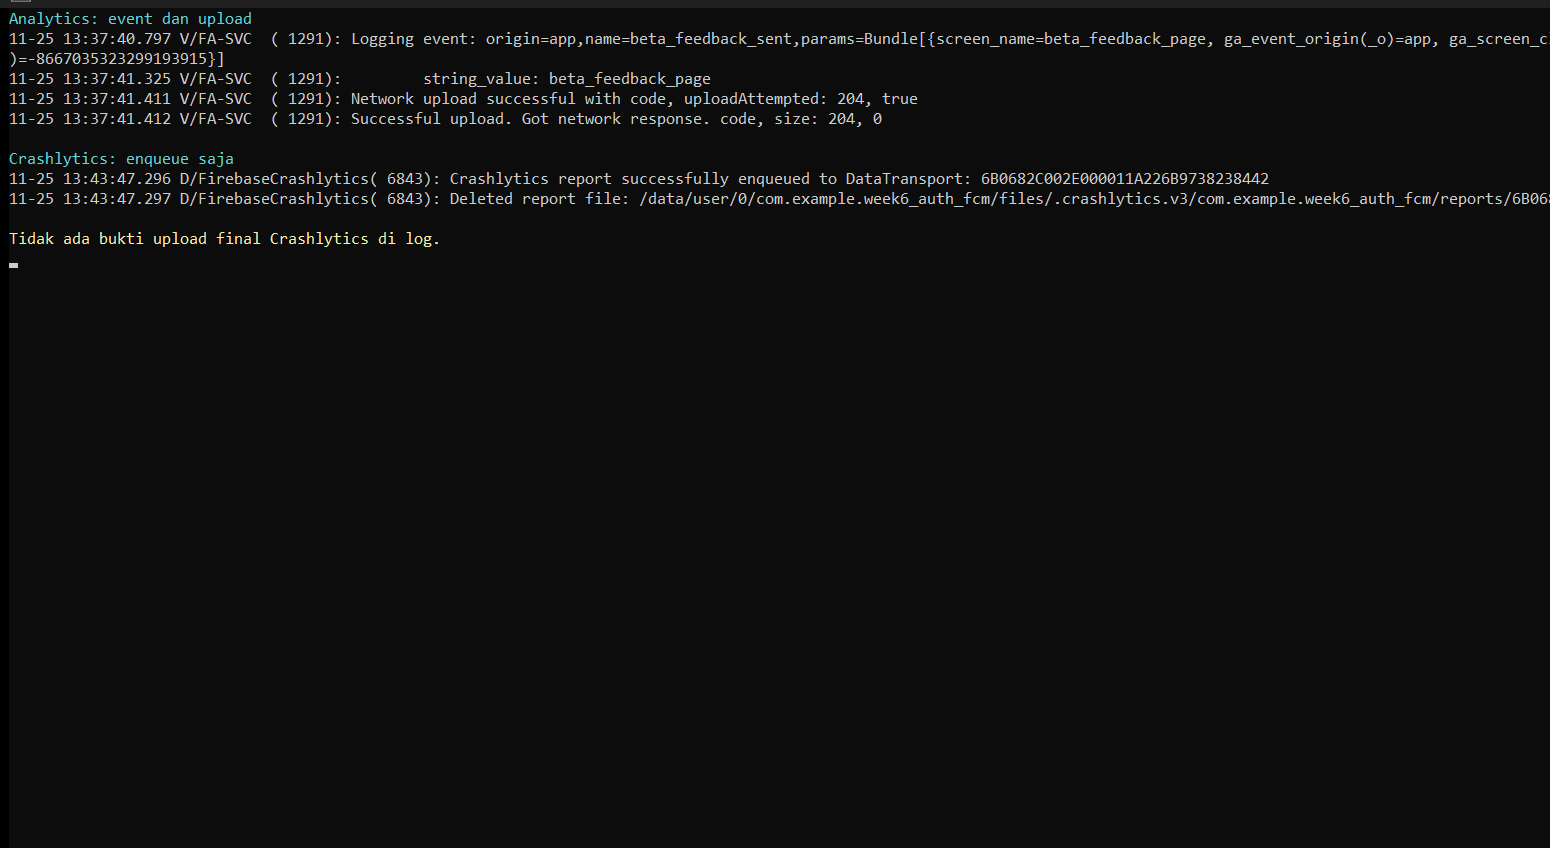 Analytics: event dan upload
11-25 13:37:40.797 V/FA-SVC  ( 1291): Logging event: origin=app,name=beta_feedback_sent,params=Bundle[{screen_name=beta_feedback_page, ga_event_origin(_o)=app, ga_screen_c
)=-8667035323299193915}]
11-25 13:37:41.325 V/FA-SVC  ( 1291):         string_value: beta_feedback_page
11-25 13:37:41.411 V/FA-SVC  ( 1291): Network upload successful with code, uploadAttempted: 204, true
11-25 13:37:41.412 V/FA-SVC  ( 1291): Successful upload. Got network response. code, size: 204, 0
Crashlytics: enqueue saja
11-25 13:43:47.296 D/FirebaseCrashlytics( 6843): Crashlytics report successfully enqueued to DataTransport: 6B0682C002E000011A226B9738238442
11-25 13:43:47.297 D/FirebaseCrashlytics( 6843): Deleted report file: /data/user/0/com.example.week6_auth_fcm/files/.crashlytics.v3/com.example.week6_auth_fcm/reports/6B068
Tidak ada bukti upload final Crashlytics di log.